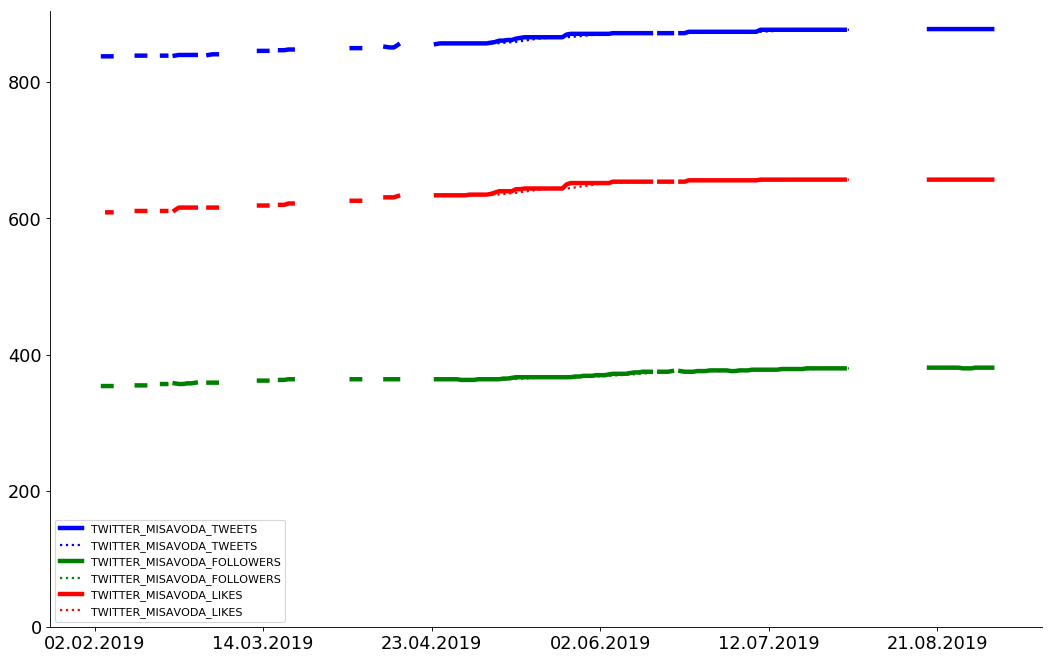 800
600
400
200
0
TWITTER_MISAVODA_TWEETS
TWITTER_MISAVODA_TWEETS
TWITTER_MISAVODA_FOLLOWERS
TWITTER_MISAVODA_FOLLOWERS
TWITTER_MISAVODA_LIKES
TWITTER_MISAVODA_LIKES
02.02.2019 14.03.2019 23.04.2019 02.06.2019 12.07.2019 21.08.2019